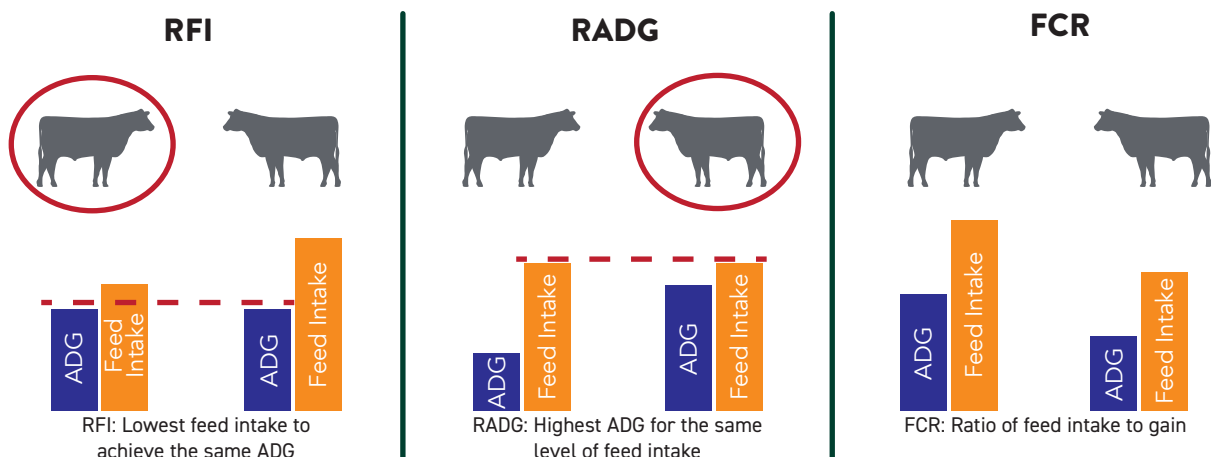 RFI
ADG
Feed
Intake
ADG
Feed Intake
RFI: Lowest feed intake to
achieve the same ADG
RADG
ADG
Feed Intake
ADG
Feed Intake
RADG: Highest ADG for the same
level of feed intake
FCR
ADG
Feed Intake
ADG
Feed Intake
FCR: Ratio of feed intake to gain